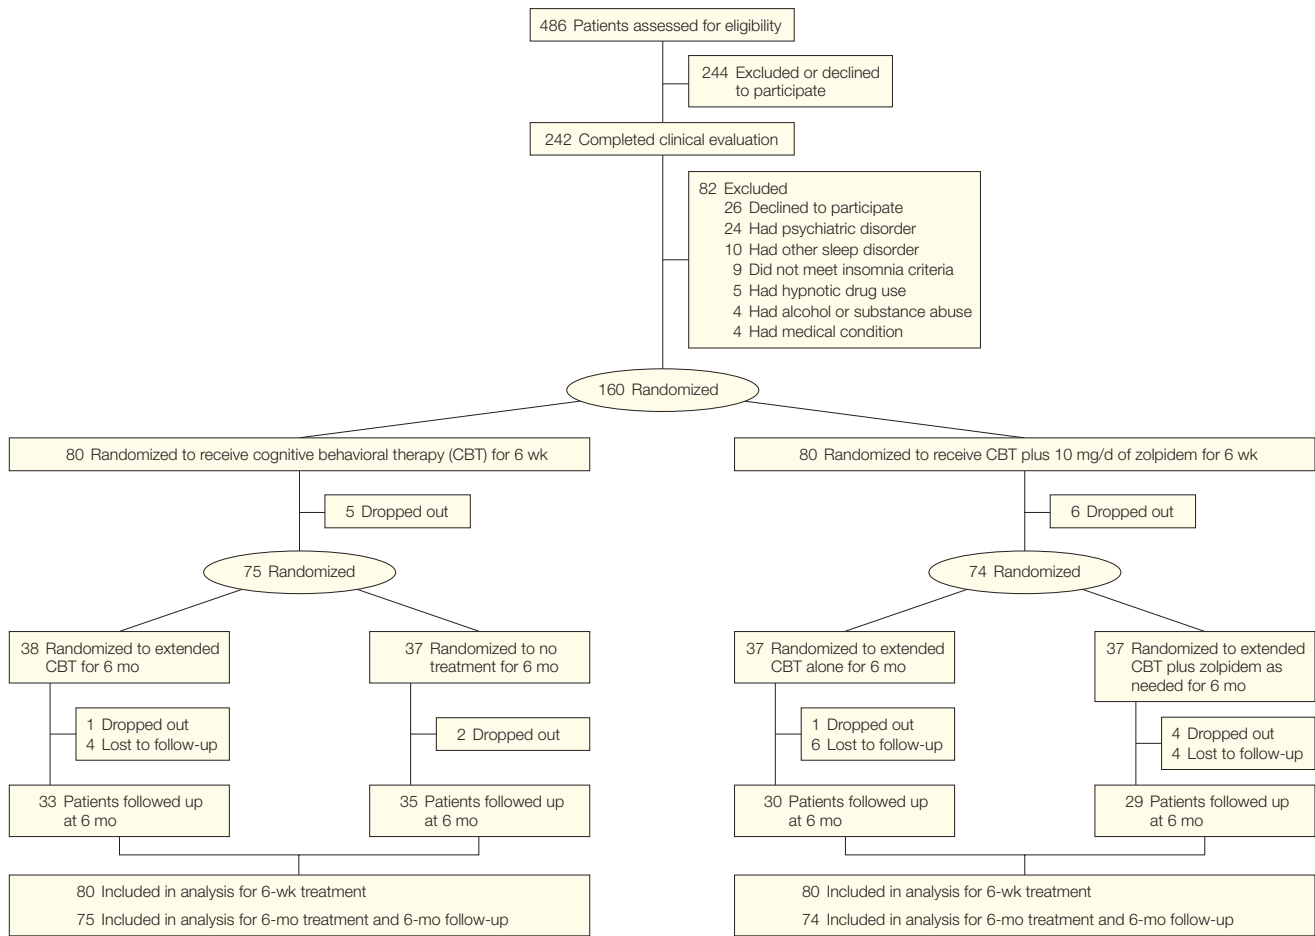 486 Patients assessed for eligibility
244 Excluded or declined
to participate
242 Completed clinical evaluation
82 Excluded
26 Declined to participate
24 Had psychiatric disorder
10 Had other sleep disorder
9 Did not meet insomnia criteria
5 Had hypnotic drug use
4 Had alcohol or substance abuse
4 Had medical condition
160 Randomized
80 Randomized to receive cognitive behavioral therapy (CBT) for 6 wk
5 Dropped out
75 Randomized
38 Randomized to extended
CBT for 6 mo
37 Randomized to no
treatment for 6 mo
1 Dropped out
4 Lost to follow-up
2 Dropped out
33 Patients followed up
at 6 mo
35 Patients followed up
at 6 mo
80 Included in analysis for 6-wk treatment
75 Included in analysis for 6-mo treatment and 6-mo follow-up
80 Randomized to receive CBT plus 10 mg/d of zolpidem for 6 wk
6 Dropped out
74 Randomized
37 Randomized to extended
CBT alone for 6 mo
37 Randomized to extended
CBT plus zolpidem as
needed for 6 mo
1 Dropped out
6 Lost to follow-up
4 Dropped out
4 Lost to follow-up
30 Patients followed up
at 6 mo
29 Patients followed up
at 6 mo
80 Included in analysis for 6-wk treatment
74 Included in analysis for 6-mo treatment and 6-mo follow-up